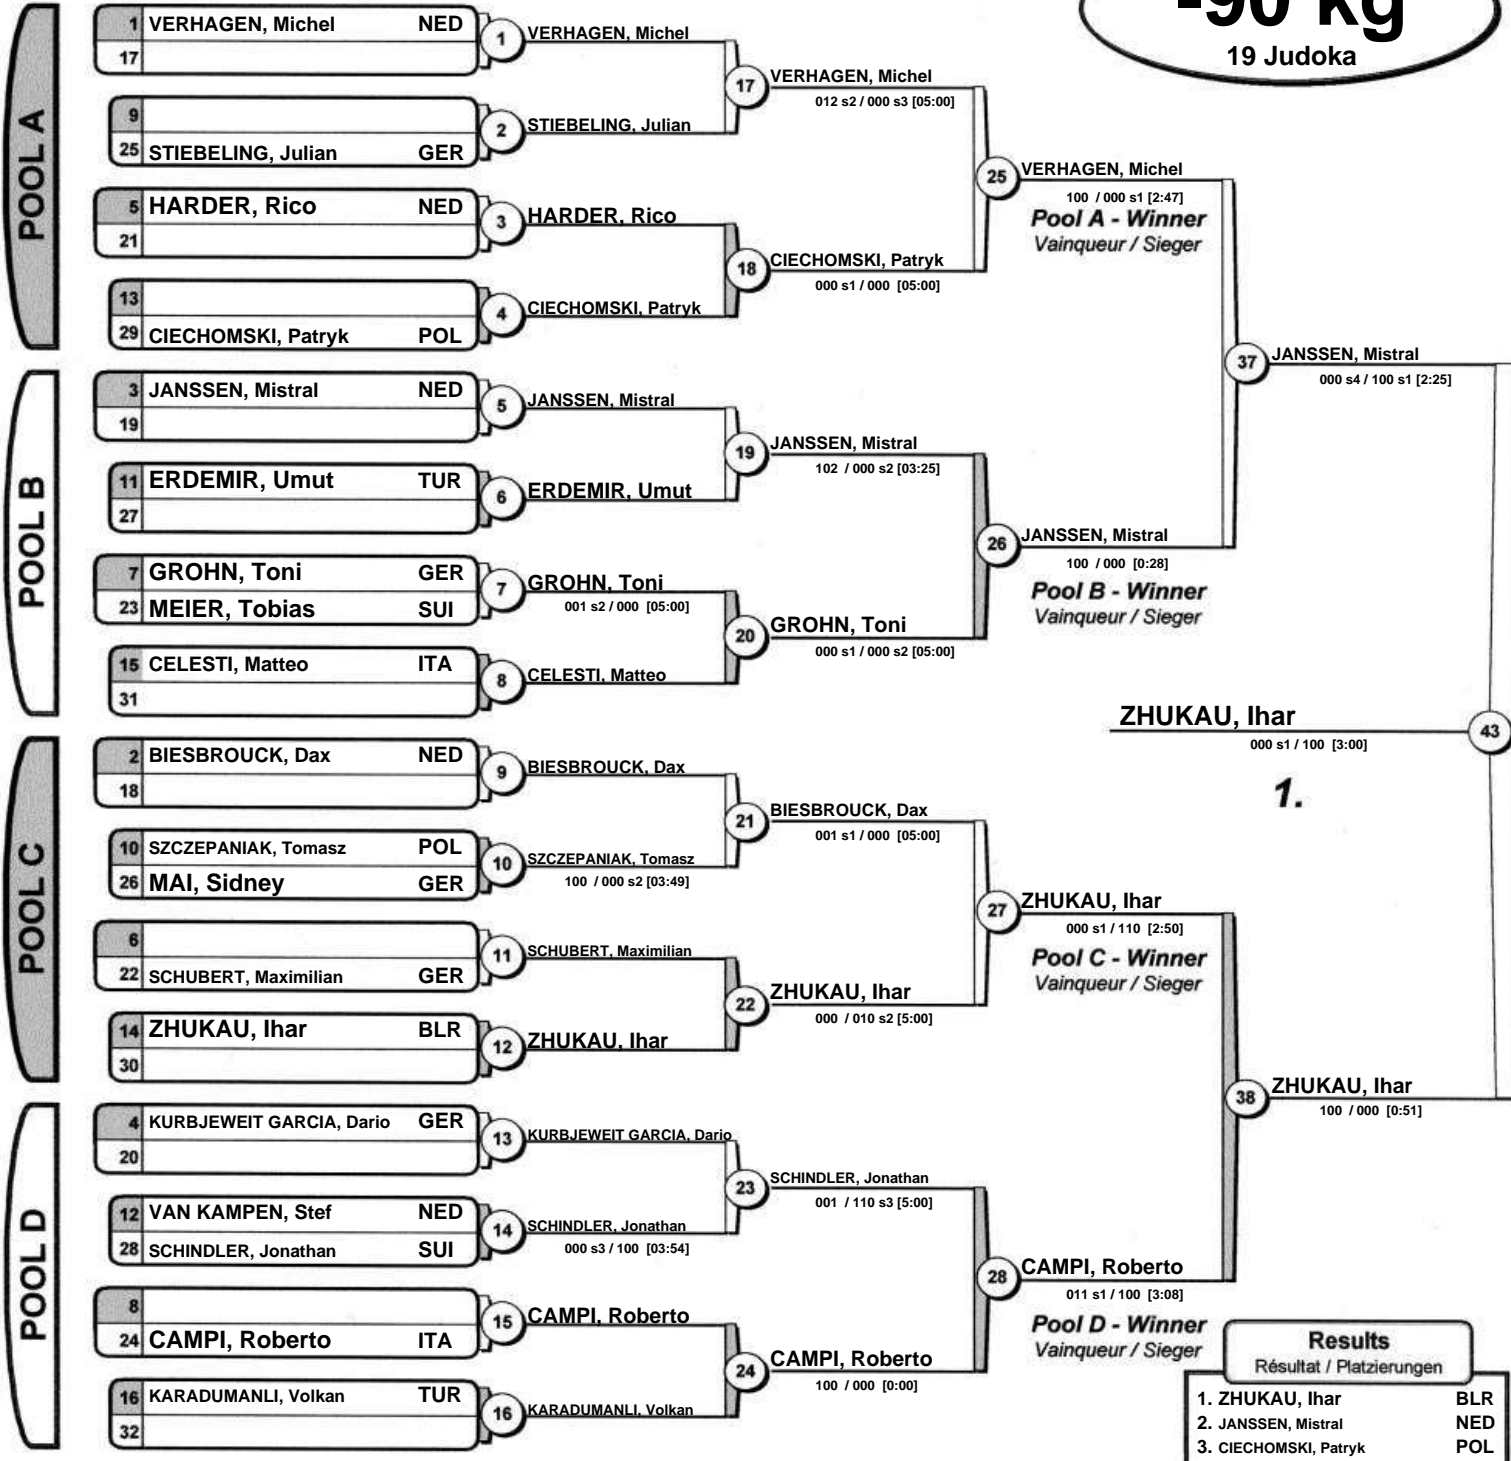 -90 kg
19 Judoka
POOL A
1 VERHAGEN, Michel NED
17
1 VERHAGEN, Michel
9
25 STIEBELING, Julian GER
2 STIEBELING, Julian
17 VERHAGEN, Michel
012 s2 / 000 s3 [05:00]
5 HARDER, Rico NED
21
3 HARDER, Rico
13
29 CIECHOMSKI, Patryk POL
4 CIECHOMSKI, Patryk
18 CIECHOMSKI, Patryk
000 s1 / 000 [05:00]
25 VERHAGEN, Michel
100 / 000 s1 [2:47]
Pool A - Winner
Vainqueur / Sieger
POOL B
3 JANSSEN, Mistral NED
19
5 JANSSEN, Mistral
11 ERDEMIR, Umut TUR
27
6 ERDEMIR, Umut
19 JANSSEN, Mistral
102 / 000 s2 [03:25]
7 GROHN, Toni GER
23 MEIER, Tobias SUI
7 GROHN, Toni
001 s2 / 000 [05:00]
15 CELESTI, Matteo ITA
31
8 CELESTI, Matteo
20 GROHN, Toni
000 s1 / 000 s2 [05:00]
26 JANSSEN, Mistral
100 / 000 [0:28]
Pool B - Winner
Vainqueur / Sieger
37 JANSSEN, Mistral
000 s4 / 100 s1 [2:25]
POOL C
2 BIESBROUCK, Dax NED
18
9 BIESBROUCK, Dax
10 SZCZEPANIAK, Tomasz POL
26 MAI, Sidney GER
10 SZCZEPANIAK, Tomasz
100 / 000 s2 [03:49]
21 BIESBROUCK, Dax
001 s1 / 000 [05:00]
6
22 SCHUBERT, Maximilian GER
11 SCHUBERT, Maximilian
14 ZHUKAU, Ihar BLR
30
12 ZHUKAU, Ihar
22 ZHUKAU, Ihar
000 / 010 s2 [5:00]
27 ZHUKAU, Ihar
000 s1 / 110 [2:50]
Pool C - Winner
Vainqueur / Sieger
POOL D
4 KURBJEWEIT GARCIA, Dario GER
20
13 KURBJEWEIT GARCIA, Dario
12 VAN KAMPEN, Stef NED
28 SCHINDLER, Jonathan SUI
14 SCHINDLER, Jonathan
000 s3 / 100 [03:54]
23 SCHINDLER, Jonathan
001 / 110 s3 [5:00]
8
24 CAMPI, Roberto ITA
15 CAMPI, Roberto
16 KARADUMANLI, Volkan TUR
32
16 KARADUMANLI, Volkan
24 CAMPI, Roberto
100 / 000 [0:00]
28 CAMPI, Roberto
011 s1 / 100 [3:08]
Pool D - Winner
Vainqueur / Sieger
38 ZHUKAU, Ihar
100 / 000 [0:51]
ZHUKAU, Ihar 43
000 s1 / 100 [3:00]
1.
Results
Résultat / Platzierungen
1. ZHUKAU, Ihar BLR
2. JANSSEN, Mistral NED
3. CIECHOMSKI, Patryk POL